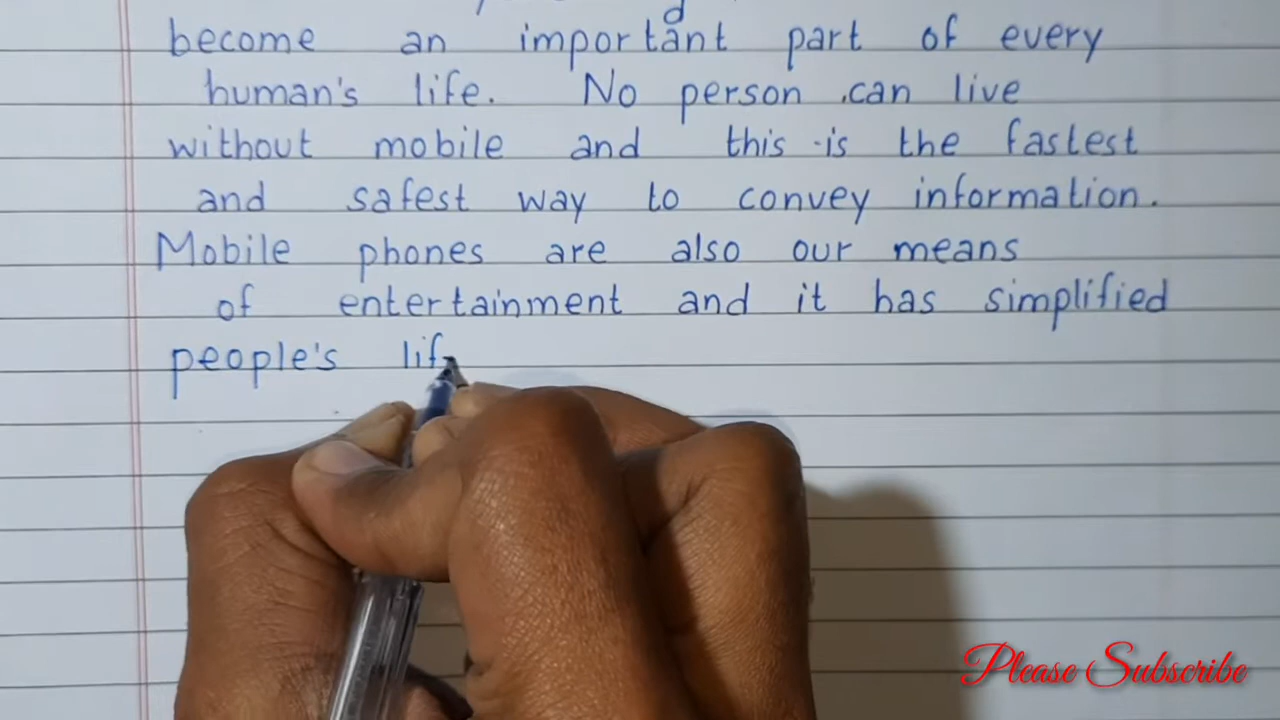 become an important part of every
human's life. No person can live
without mobile and this is the fastest
and safest way to convey information.
Mobile phones are also our means
of entertainment and it has simplified
people's lif
Please Subscribe